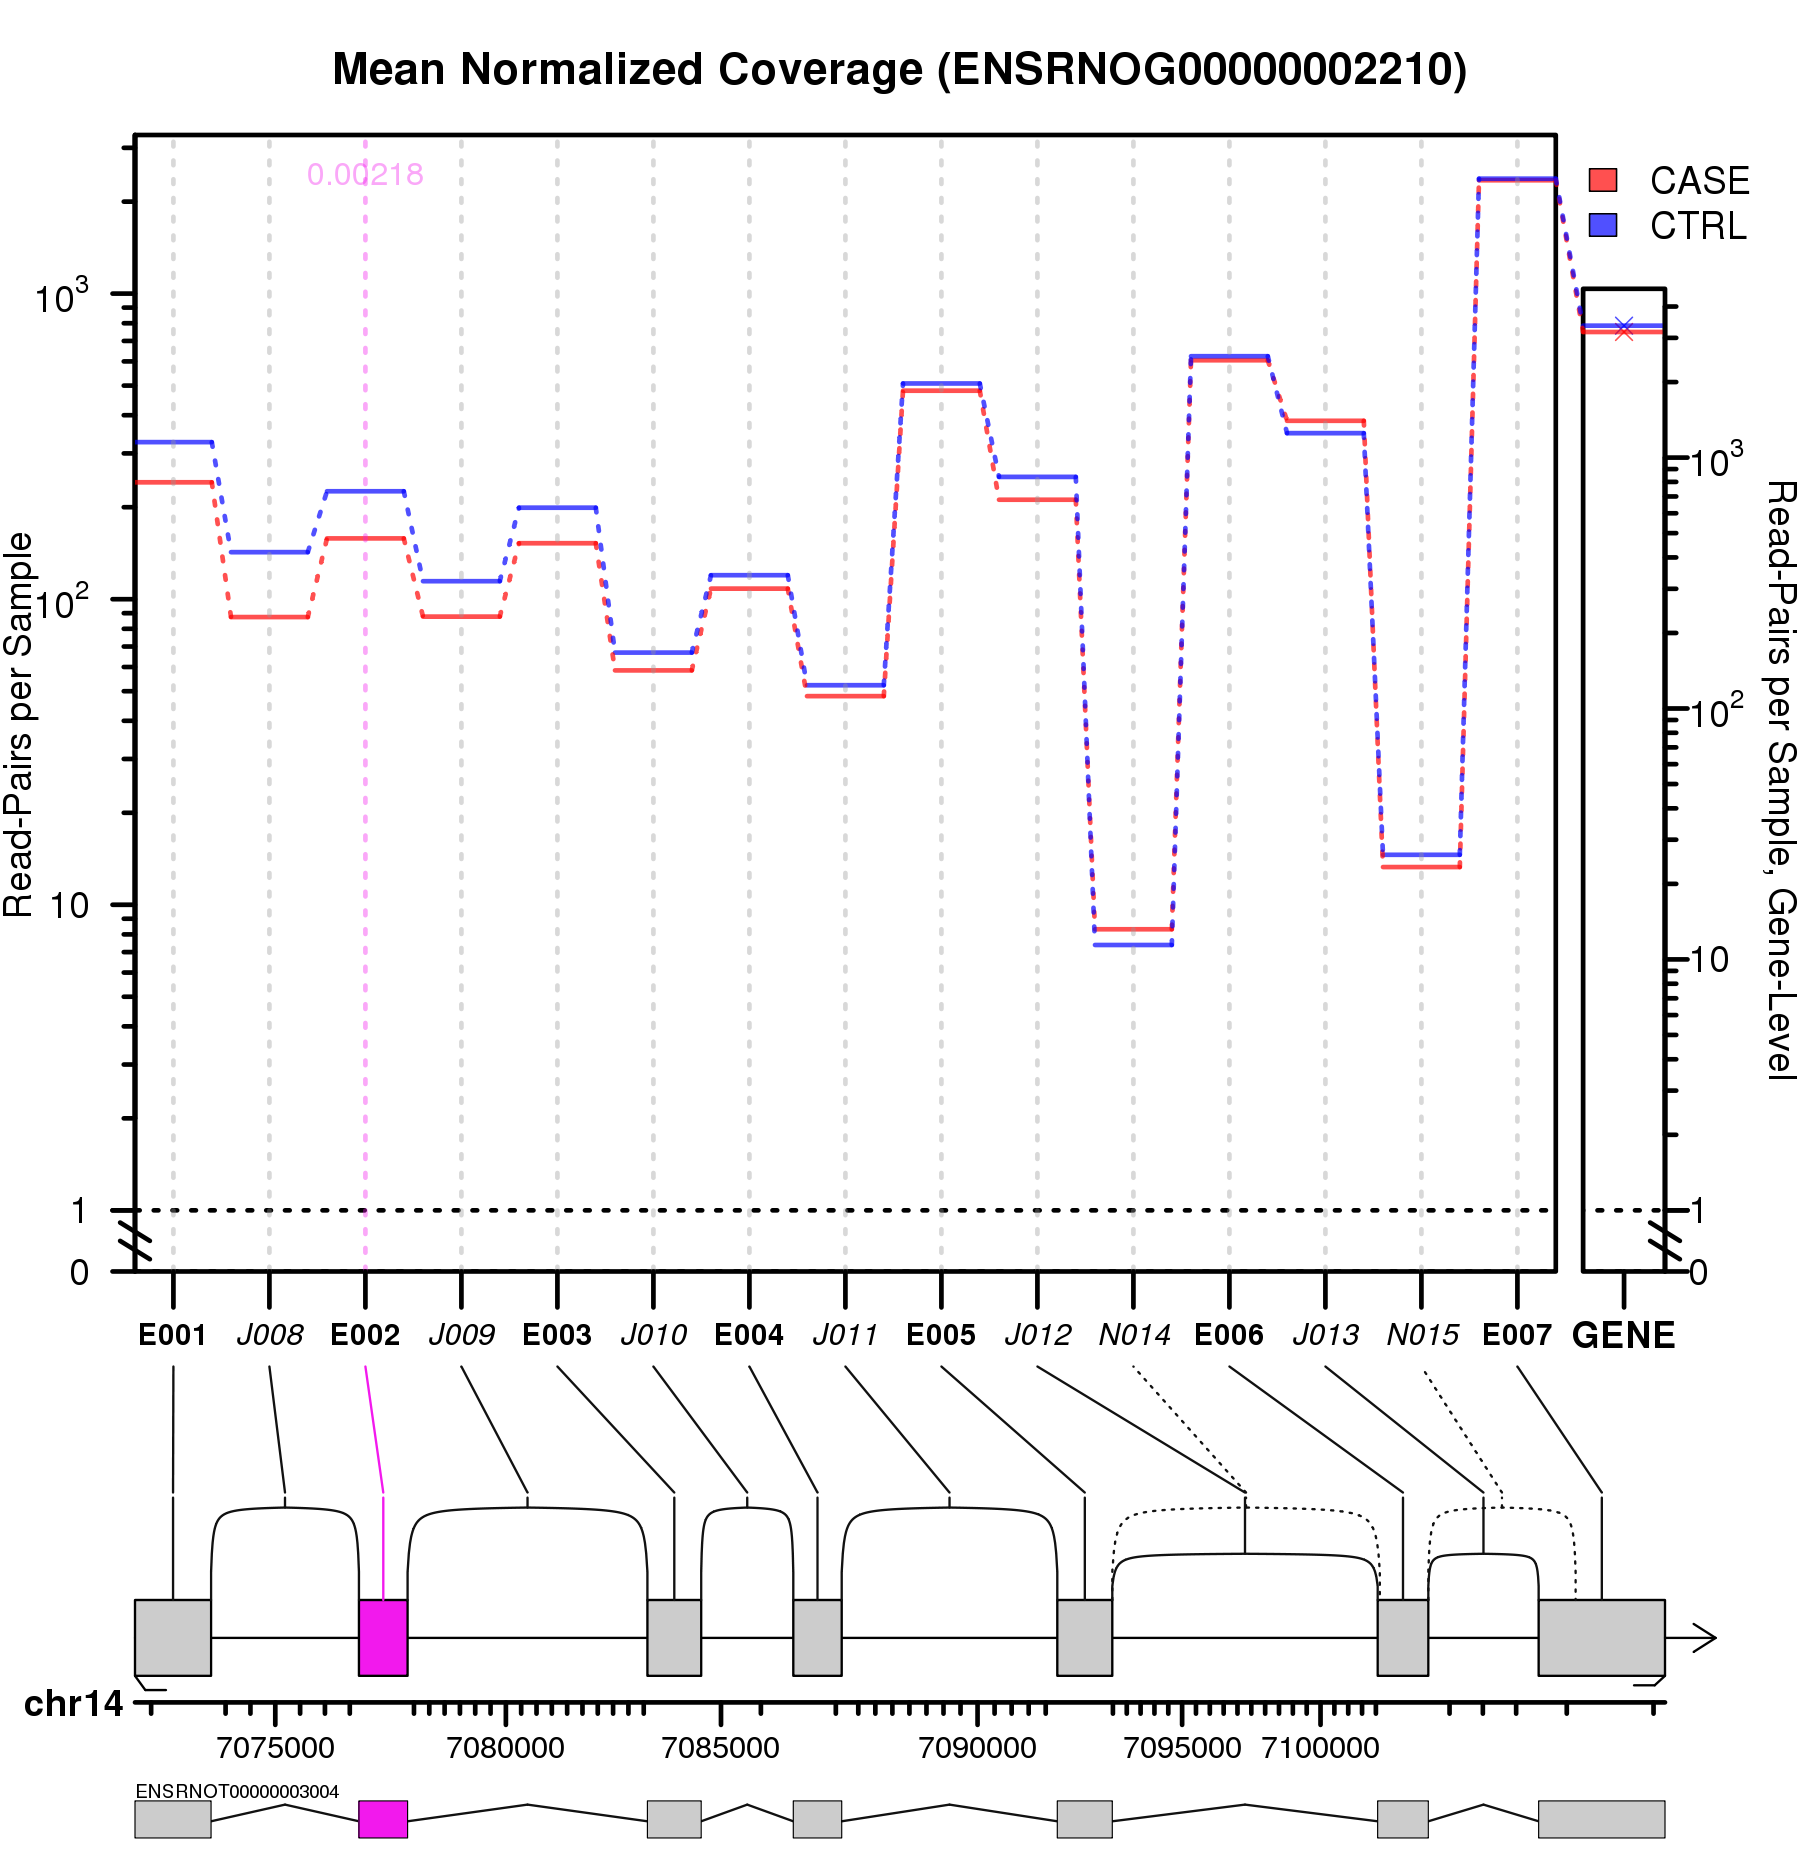 Mean Normalized Coverage (ENSRNOG00000002210)
0.00218
CASE
CTRL
Read-Pairs per Sample
10³
10²
10
1
0
10³
10²
10
1
0
Read-Pairs per Sample, Gene-Level
E001 J008 E002 J009 E003 J010 E004 J011 E005 J012 N014 E006 J013 N015 E007 GENE
chr14
7075000 7080000 7085000 7090000 7095000 7100000
ENSRNOT00000003004